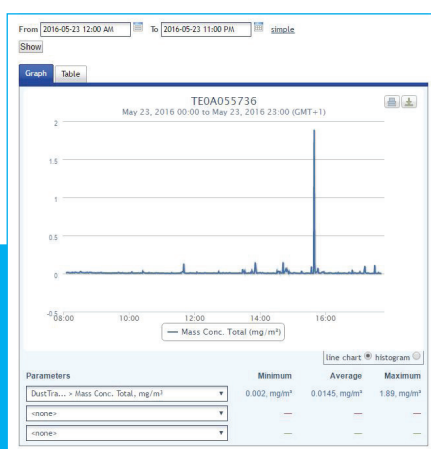 From 2016-05-23 12:00 AM To 2016-05-23 11:00 PM simple
Show
Graph Table
TE0A055736
May 23, 2016 00:00 to May 23, 2016 23:00 (GMT+1)
2
1.5
1
0.5
0
-0.5
08:00 10:00 12:00 14:00 16:00
Mass Conc. Total (mg/m³)
line chart histogram
Parameters Minimum Average Maximum
DustTra... > Mass Conc. Total, mg/m³ 0.002, mg/m³ 0.0145, mg/m³ 1.89, mg/m³
<none> — — —
<none> — — —